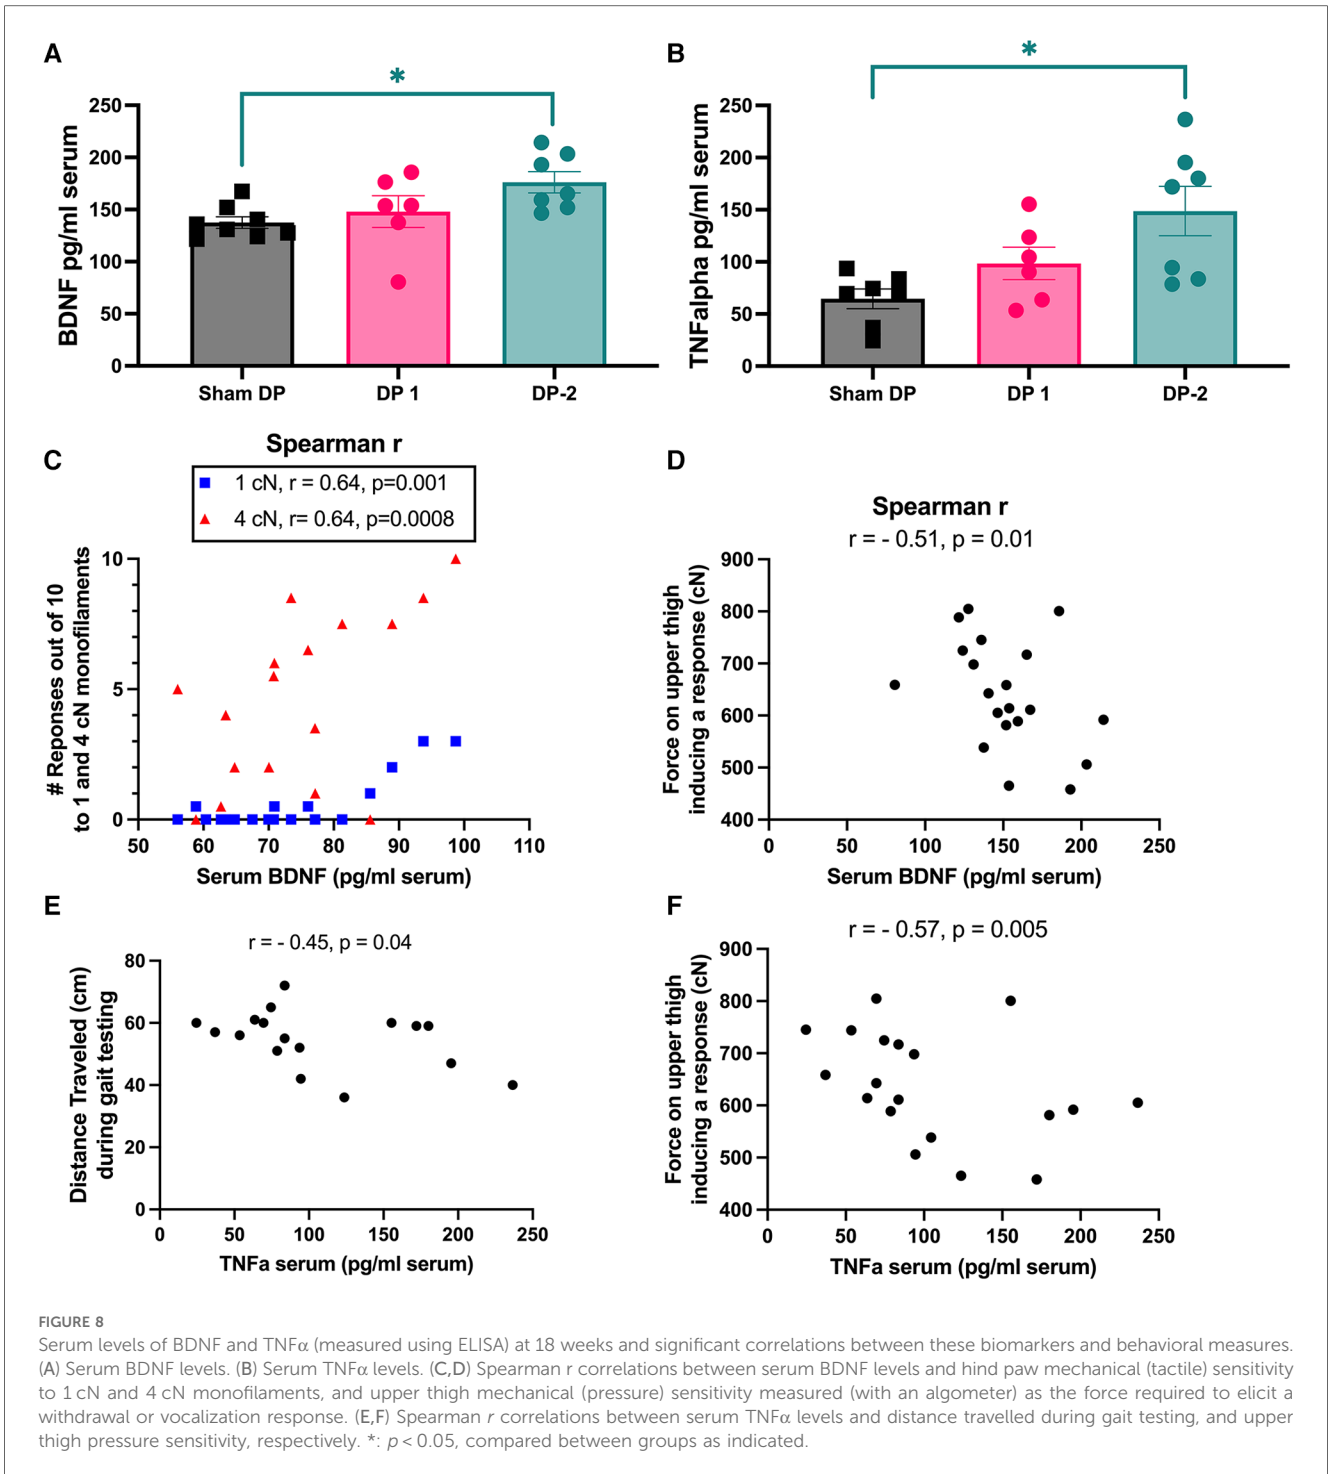 A
*
BDNF pg/ml serum
250
200
150
100
50
0
Sham DP
DP 1
DP-2
B
*
TNFalpha pg/ml serum
250
200
150
100
50
0
Sham DP
DP 1
DP-2
C
Spearman r
1 cN, r = 0.64, p=0.001
4 cN, r= 0.64, p=0.0008
# Reponses out of 10
to 1 and 4 cN monofilaments
10
5
0
50 60 70 80 90 100 110
Serum BDNF (pg/ml serum)
D
Spearman r
r = - 0.51, p = 0.01
Force on upper thigh
inducing a response (cN)
900
800
700
600
500
400
0 50 100 150 200 250
Serum BDNF (pg/ml serum)
E
r = - 0.45, p = 0.04
Distance Traveled (cm)
during gait testing
80
60
40
20
0
0 50 100 150 200 250
TNFa serum (pg/ml serum)
F
r = - 0.57, p = 0.005
Force on upper thigh
inducing a response (cN)
900
800
700
600
500
400
0 50 100 150 200 250
TNFa serum (pg/ml serum)
FIGURE 8
Serum levels of BDNF and TNFα (measured using ELISA) at 18 weeks and significant correlations between these biomarkers and behavioral measures.
(A) Serum BDNF levels. (B) Serum TNFα levels. (C,D) Spearman r correlations between serum BDNF levels and hind paw mechanical (tactile) sensitivity
to 1 cN and 4 cN monofilaments, and upper thigh mechanical (pressure) sensitivity measured (with an algometer) as the force required to elicit a
withdrawal or vocalization response. (E,F) Spearman r correlations between serum TNFα levels and distance travelled during gait testing, and upper
thigh pressure sensitivity, respectively. *: p < 0.05, compared between groups as indicated.